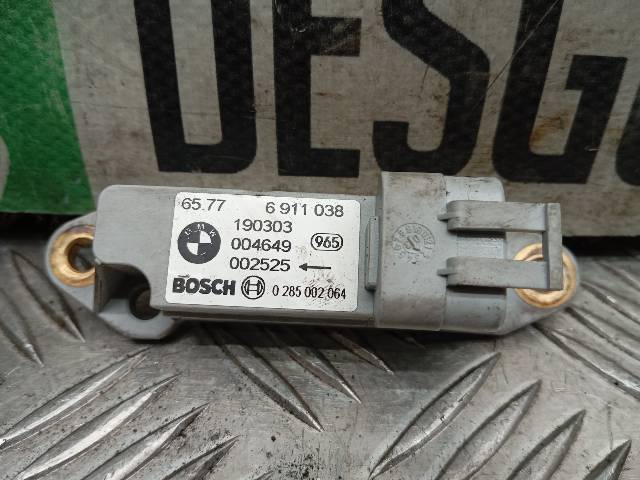 DESG
65.77 6 911 038
BMW
190303
004649 965
002525 ←
BOSCH 0 285 002 064